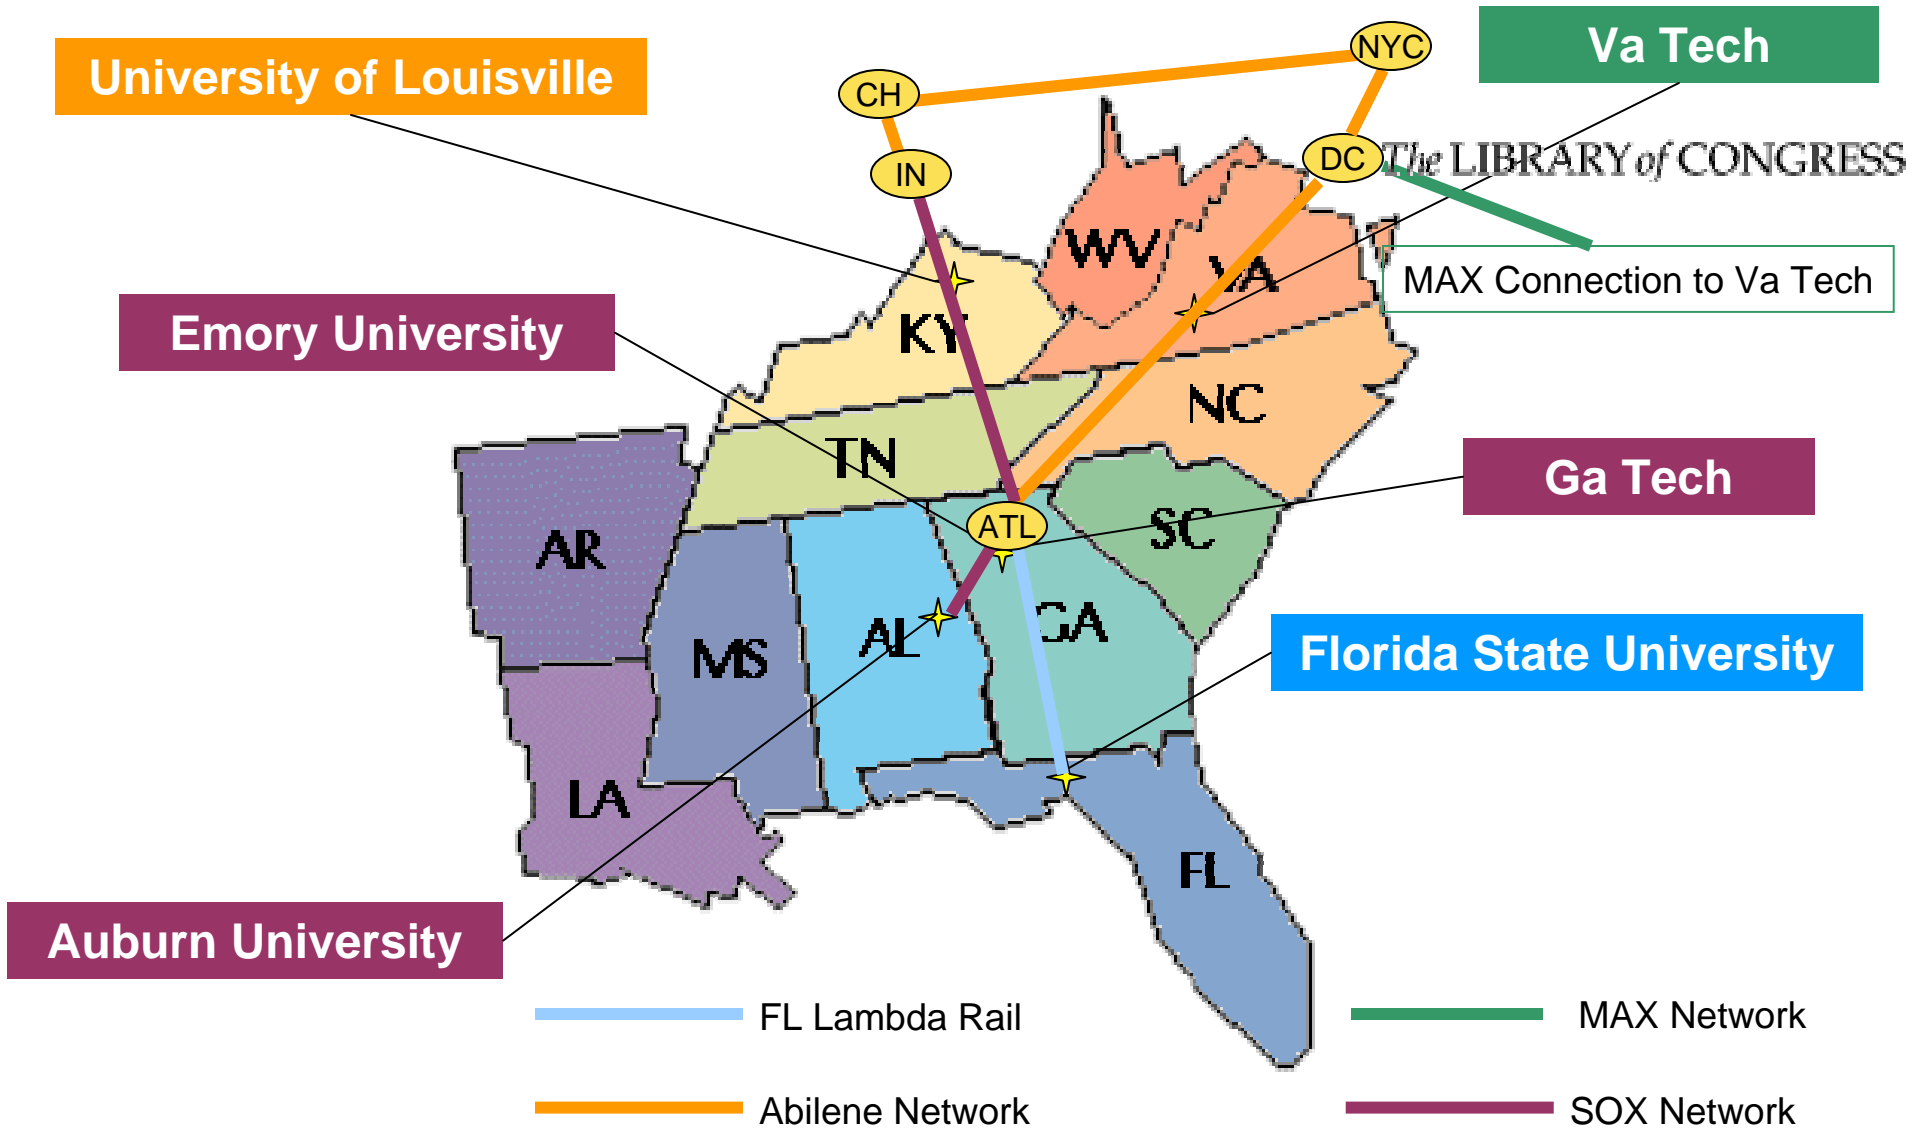 NYC
Va Tech
University of Louisville
CH
DC
The LIBRARY of CONGRESS
IN
WV
VA
MAX Connection to Va Tech
Emory University
KY
NC
TN
Ga Tech
ATL
SC
AR
GA
AL
MS
Florida State University
LA
FL
Auburn University
FL Lambda Rail
MAX Network
Abilene Network
SOX Network